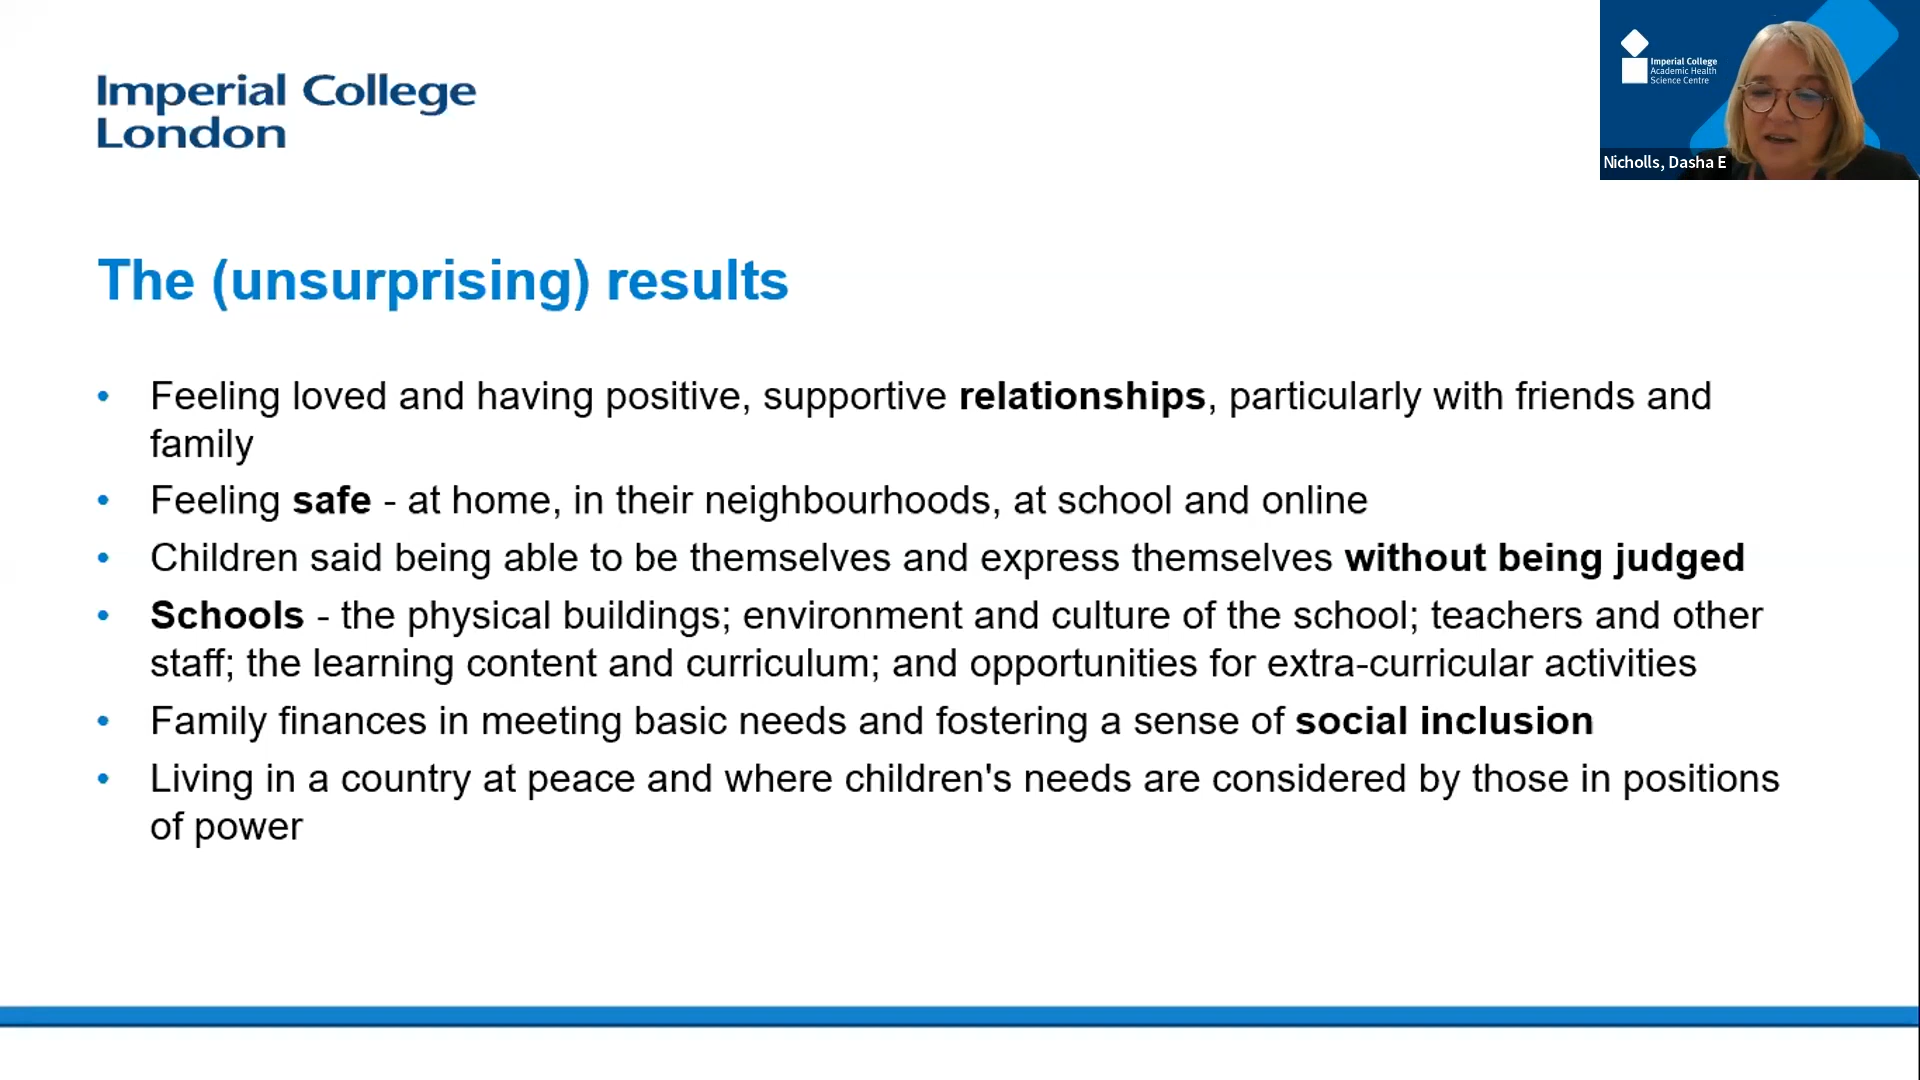 Imperial College
London
Imperial College
Academic Health
Science Centre
Nicholls, Dasha E
The (unsurprising) results
• Feeling loved and having positive, supportive relationships, particularly with friends and
family
• Feeling safe - at home, in their neighbourhoods, at school and online
• Children said being able to be themselves and express themselves without being judged
• Schools - the physical buildings; environment and culture of the school; teachers and other
staff; the learning content and curriculum; and opportunities for extra-curricular activities
• Family finances in meeting basic needs and fostering a sense of social inclusion
• Living in a country at peace and where children's needs are considered by those in positions
of power